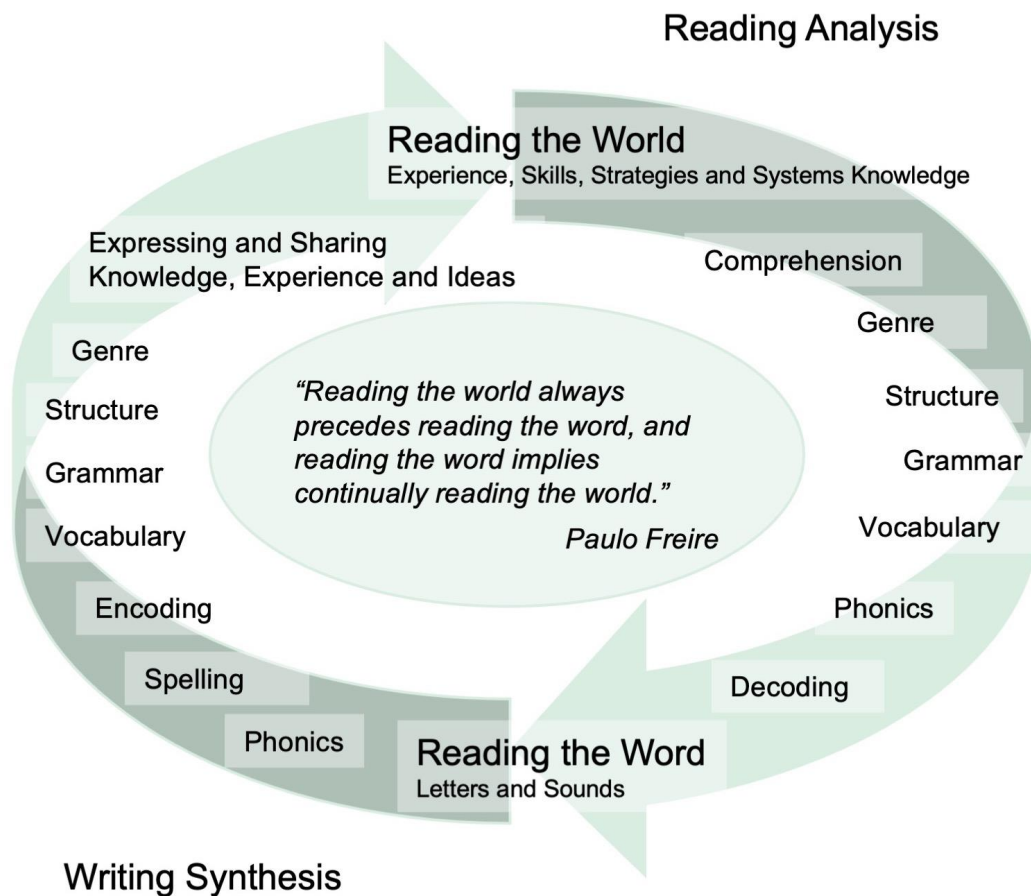 Reading Analysis
Reading the World
Experience, Skills, Strategies and Systems Knowledge
Comprehension
Genre
Structure
Grammar
Vocabulary
Phonics
Decoding
Reading the Word
Letters and Sounds
Phonics
Spelling
Encoding
Vocabulary
Grammar
Structure
Genre
Expressing and Sharing
Knowledge, Experience and Ideas
“Reading the world always
precedes reading the word, and
reading the word implies
continually reading the world.”
Paulo Freire
Writing Synthesis